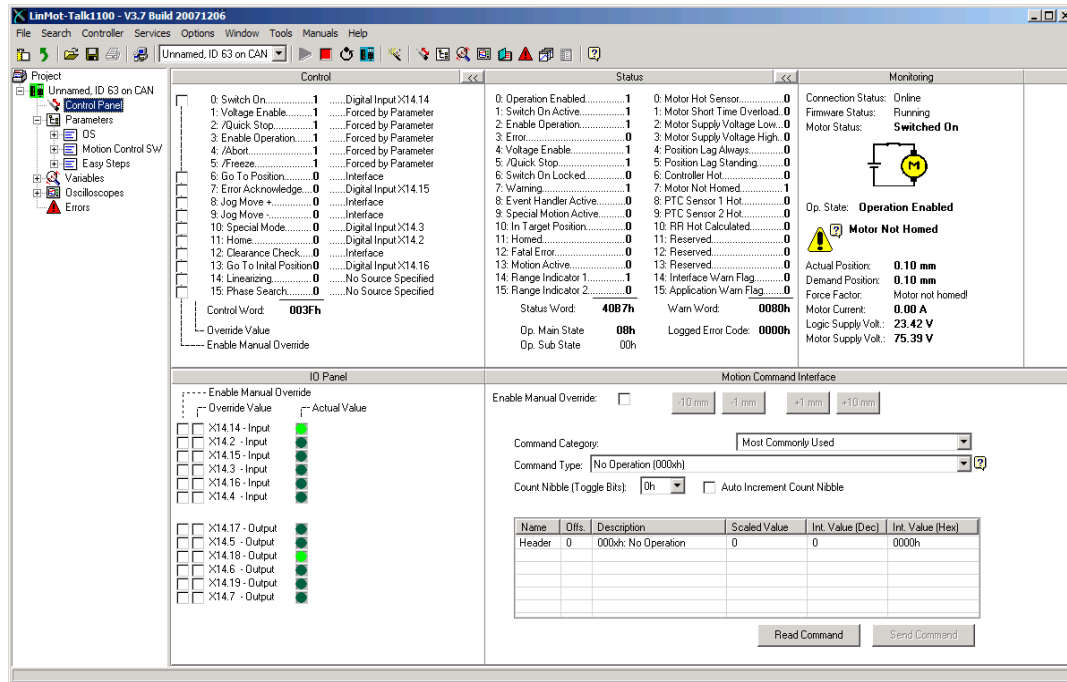 LinMot-Talk1100 - V3.7 Build 20071206
File Search Controller Services Options Window Tools Manuals Help
Unnamed, ID 63 on CAN
Project
Unnamed, ID 63 on CAN
Control Panel
Parameters
OS
Motion Control SW
Easy Steps
Variables
Oscilloscopes
Errors
Control <<
0: Switch On...............1 ......Digital Input X14.14
1: Voltage Enable.........1 ......Forced by Parameter
2: /Quick Stop..............1 ......Forced by Parameter
3: Enable Operation......1 ......Forced by Parameter
4: /Abort.....................1 ......Forced by Parameter
5: /Freeze...................1 ......Forced by Parameter
6: Go To Position..........0 ......Interface
7: Error Acknowledge....0 ......Digital Input X14.15
8: Jog Move +..............0 ......Interface
9: Jog Move -...............0 ......Interface
10: Special Mode..........0 ......Digital Input X14.3
11: Home....................0 ......Digital Input X14.2
12: Clearance Check.....0 ......Interface
13: Go To Inital Position 0 ......Digital Input X14.16
14: Linearizing.............0 ......No Source Specified
15: Phase Search.........0 ......No Source Specified
Control Word: 003Fh
Override Value
Enable Manual Override
Status <<
0: Operation Enabled.............1
1: Switch On Active...............1
2: Enable Operation...............1
3: Error...............................0
4: Voltage Enable..................1
5: /Quick Stop......................1
6: Switch On Locked..............0
7: Warning..........................1
8: Event Handler Active..........0
9: Special Motion Active.........0
10: In Target Position.............0
11: Homed...........................0
12: Fatal Error.......................0
13: Motion Active...................0
14: Range Indicator 1.............1
15: Range Indicator 2.............0
Status Word: 40B7h
Op. Main State 08h
Op. Sub State 00h
0: Motor Hot Sensor...............0
1: Motor Short Time Overload..0
2: Motor Supply Voltage Low...0
3: Motor Supply Voltage High..0
4: Position Lag Always...........0
5: Position Lag Standing.........0
6: Controller Hot...................0
7: Motor Not Homed..............1
8: PTC Sensor 1 Hot..............0
9: PTC Sensor 2 Hot..............0
10: RR Hot Calculated...........0
11: Reserved.......................0
12: Reserved.......................0
13: Reserved.......................0
14: Interface Warn Flag..........0
15: Application Warn Flag.......0
Warn Word: 0080h
Logged Error Code: 0000h
Monitoring
Connection Status: Online
Firmware Status: Running
Motor Status: Switched On
M
Op. State: Operation Enabled
Motor Not Homed
Actual Position: 0.10 mm
Demand Position: 0.10 mm
Force Factor: Motor not homed!
Motor Current: 0.00 A
Logic Supply Volt.: 23.42 V
Motor Supply Volt.: 75.39 V
IO Panel
Enable Manual Override
Override Value Actual Value
X14.14 - Input
X14.2 - Input
X14.15 - Input
X14.3 - Input
X14.16 - Input
X14.4 - Input
X14.17 - Output
X14.5 - Output
X14.18 - Output
X14.6 - Output
X14.19 - Output
X14.7 - Output
Motion Command Interface
Enable Manual Override: -10 mm -1 mm +1 mm +10 mm
Command Category: Most Commonly Used
Command Type: No Operation (000xh)
Count Nibble (Toggle Bits): 0h Auto Increment Count Nibble
Name Offs. Description Scaled Value Int. Value (Dec) Int. Value (Hex)
Header 0 000xh: No Operation 0 0 0000h
Read Command Send Command